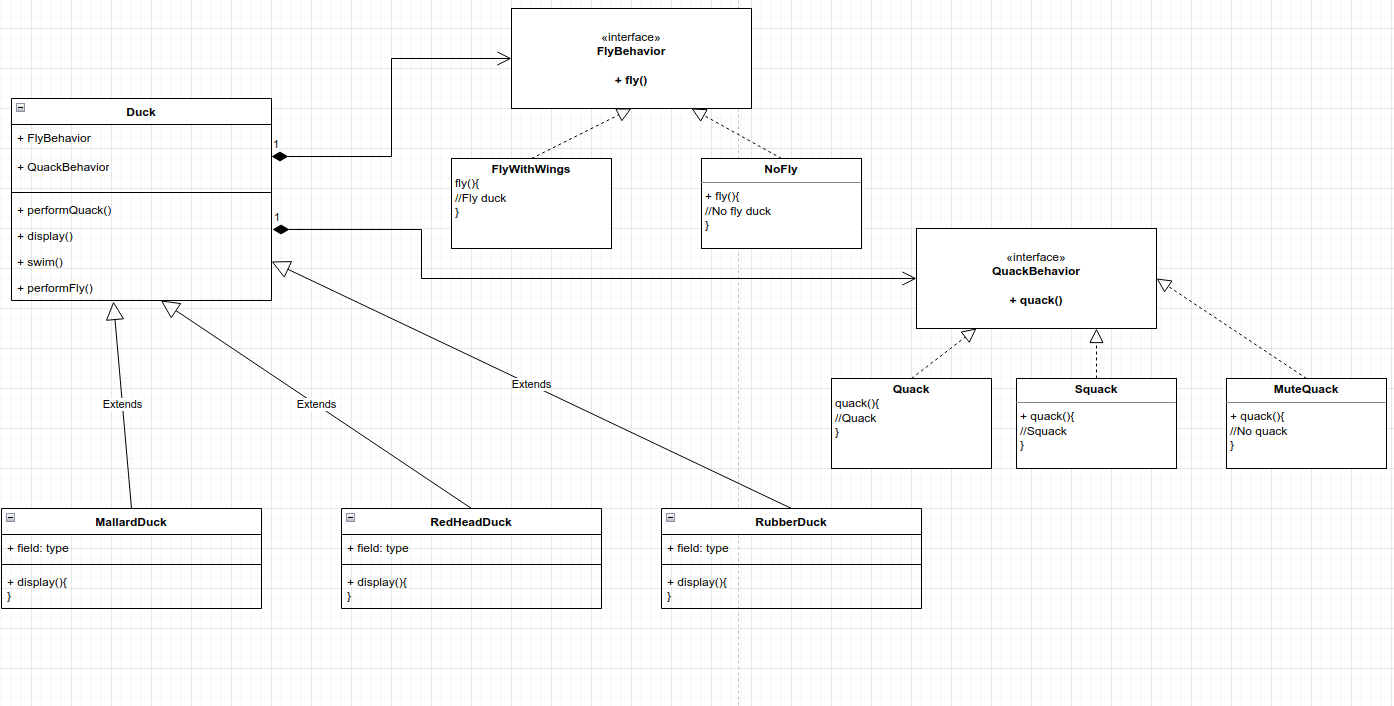 «interface»
FlyBehavior
+ fly()
Duck
+ FlyBehavior
+ QuackBehavior
+ performQuack()
+ display()
+ swim()
+ performFly()
1
1
FlyWithWings
fly(){
//Fly duck
}
NoFly
+ fly(){
//No fly duck
}
«interface»
QuackBehavior
+ quack()
Extends
Extends
Extends
Quack
quack(){
//Quack
}
Squack
+ quack(){
//Squack
}
MuteQuack
+ quack(){
//No quack
}
MallardDuck
+ field: type
+ display(){
}
RedHeadDuck
+ field: type
+ display(){
}
RubberDuck
+ field: type
+ display(){
}